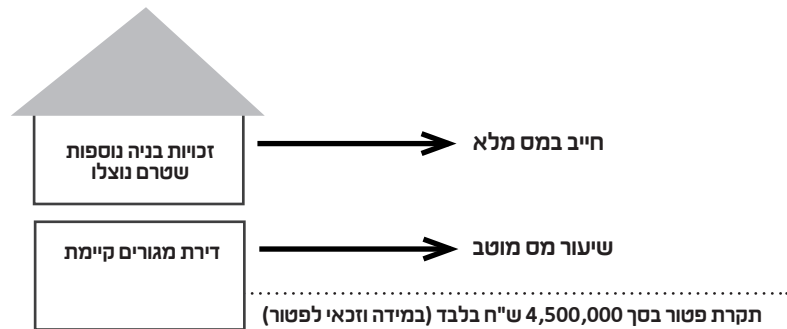 זכויות בניה נוספות
שטרם נוצלו
חייב במס מלא
דירת מגורים קיימת
שיעור מס מוטב
תקרת פטור בסך 4,500,000 ש"ח בלבד (במידה וזכאי לפטור)